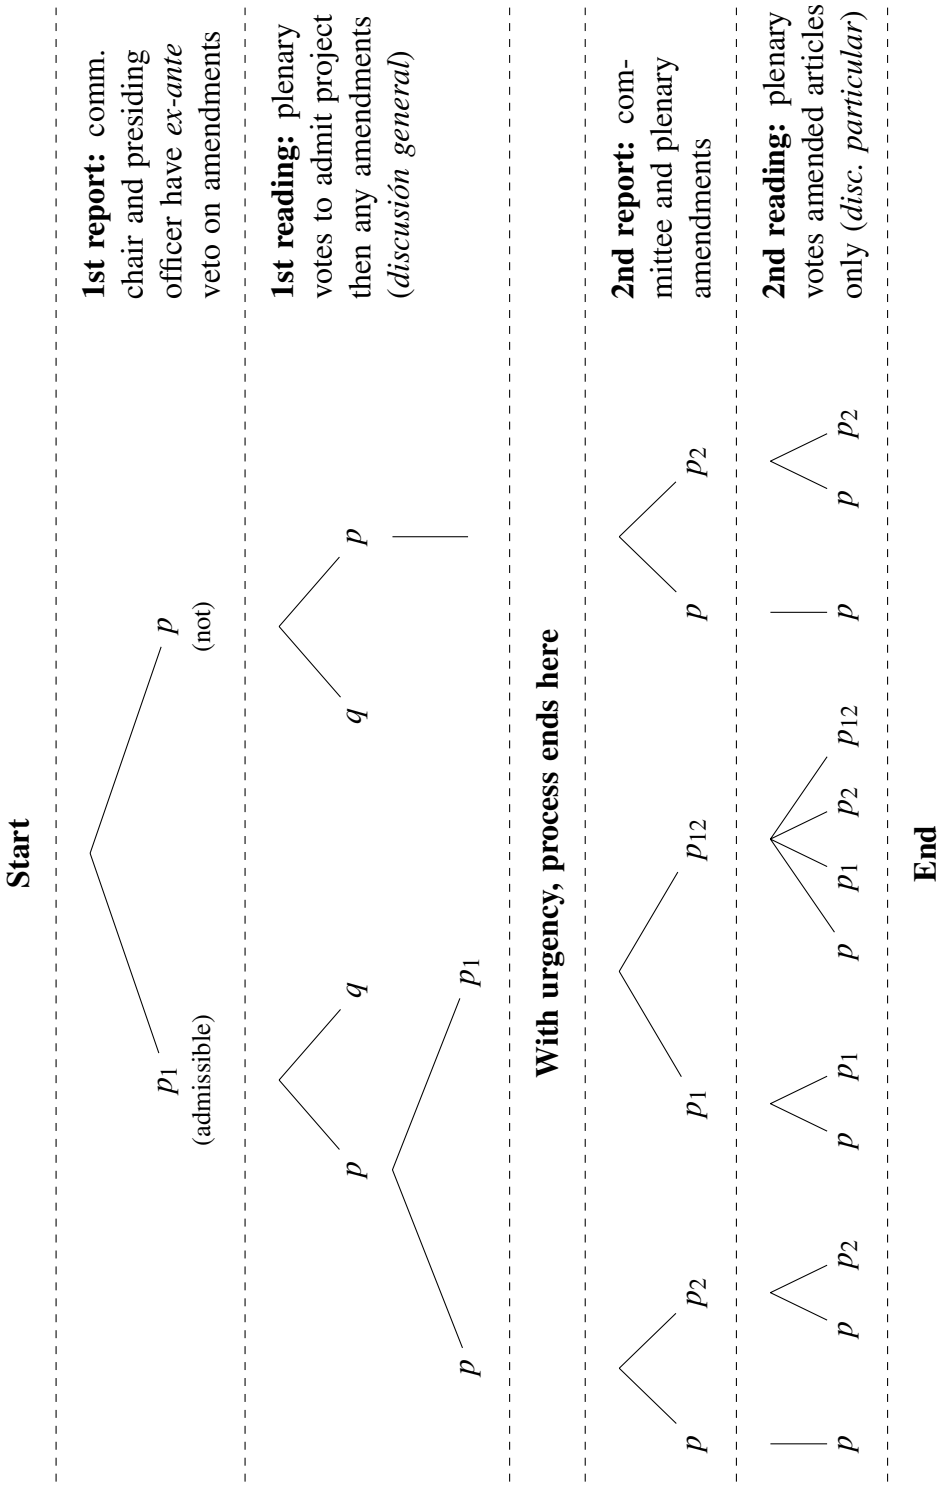 Start
p1 p
(admissible) (not)
1st report: comm.
chair and presiding
officer have ex-ante
veto on amendments
p q q p
p p1
1st reading: plenary
votes to admit project
then any amendments
(discusión general)
With urgency, process ends here
p p2 p1 p12 p p2
2nd report: com-
mittee and plenary
amendments
p p p2 p p1 p p1 p2 p12 p p p2
2nd reading: plenary
votes amended articles
only (disc. particular)
End